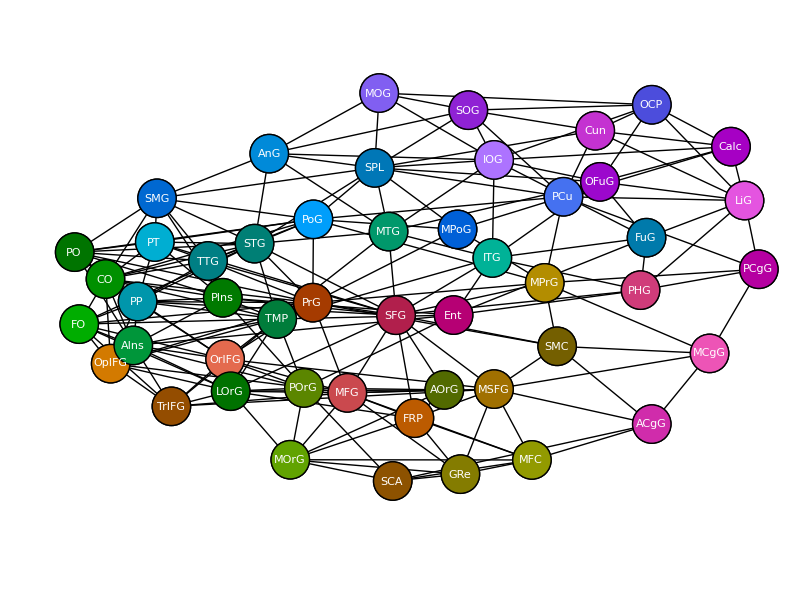 MOG
SOG
OCP
Cun
Calc
AnG
IOG
SPL
OFuG
PCu
SMG
LiG
PoG
MTG
MPoG
FuG
PT
STG
PO
TTG
ITG
PCgG
CO
MPrG
PHG
PIns
PP
PrG
TMP
SFG
Ent
FO
AIns
SMC
MCgG
OpIFG
OrIFG
LOrG
POrG
MFG
AOrG
MSFG
TrIFG
FRP
ACgG
MOrG
MFC
GRe
SCA